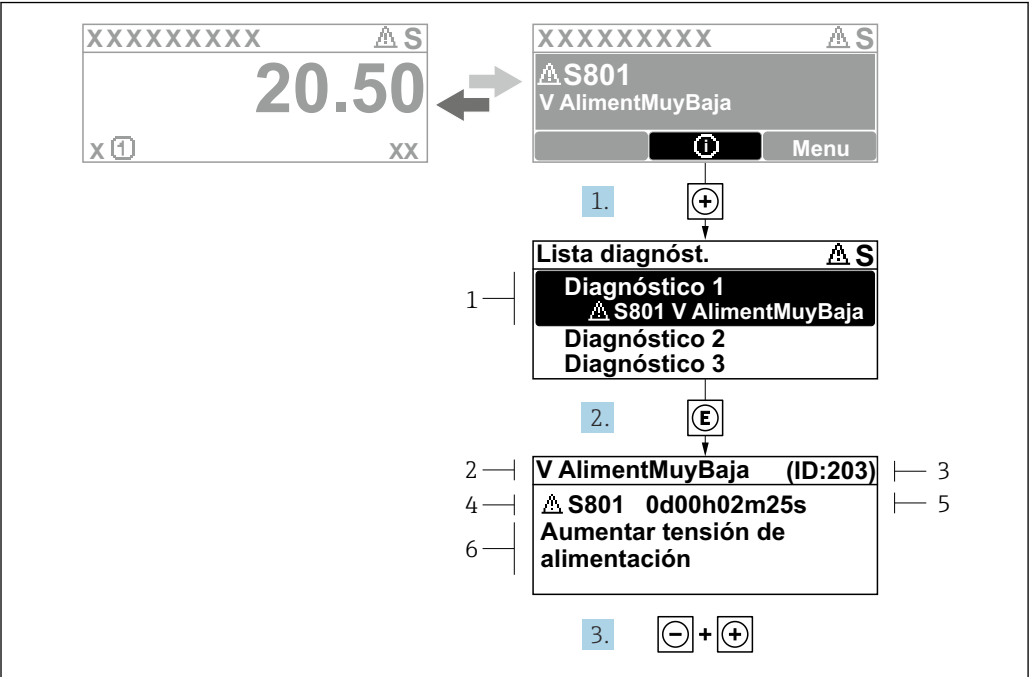 XXXXXXXXX ⚠ S
20.50
X 1 XX
XXXXXXXXX ⚠ S
⚠ S801
V AlimentMuyBaja
i Menu
1. +
Lista diagnóst. ⚠ S
1
Diagnóstico 1
⚠ S801 V AlimentMuyBaja
Diagnóstico 2
Diagnóstico 3
2. E
2 V AlimentMuyBaja (ID:203) 3
4 ⚠ S801 0d00h02m25s 5
6 Aumentar tensión de
alimentación
3. - + +